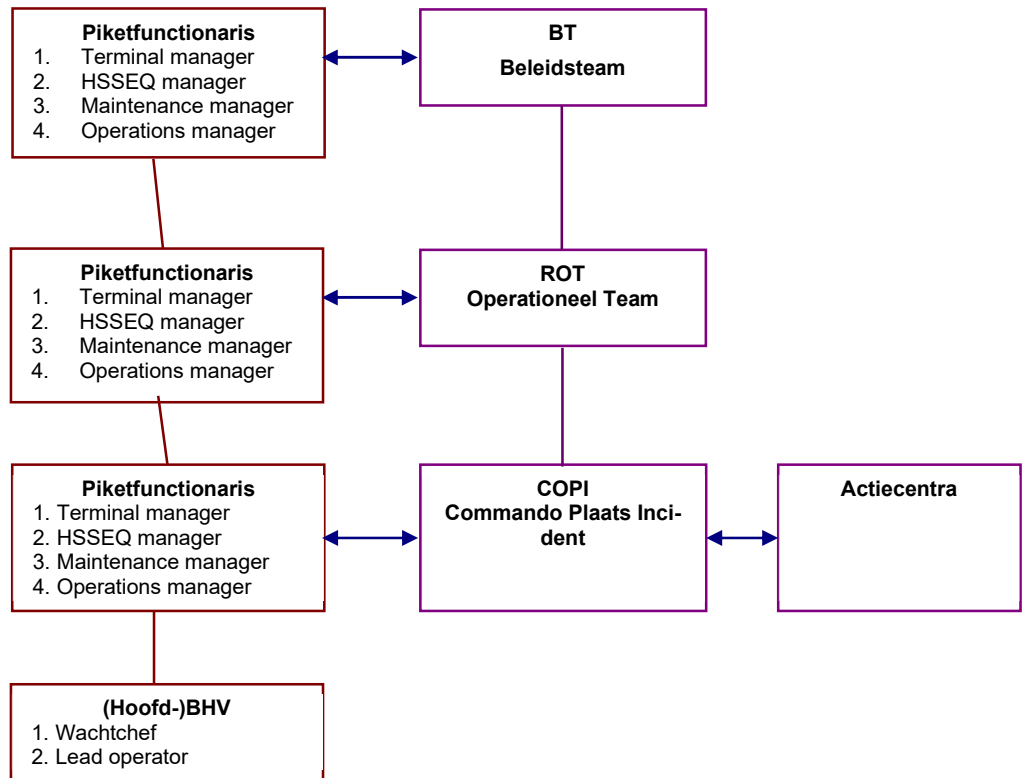 Piketfunctionaris
1. Terminal manager
2. HSSEQ manager
3. Maintenance manager
4. Operations manager
BT
Beleidsteam
Piketfunctionaris
1. Terminal manager
2. HSSEQ manager
3. Maintenance manager
4. Operations manager
ROT
Operationeel Team
Piketfunctionaris
1. Terminal manager
2. HSSEQ manager
3. Maintenance manager
4. Operations manager
COPI
Commando Plaats Inci-
dent
Actiecentra
(Hoofd-)BHV
1. Wachtchef
2. Lead operator